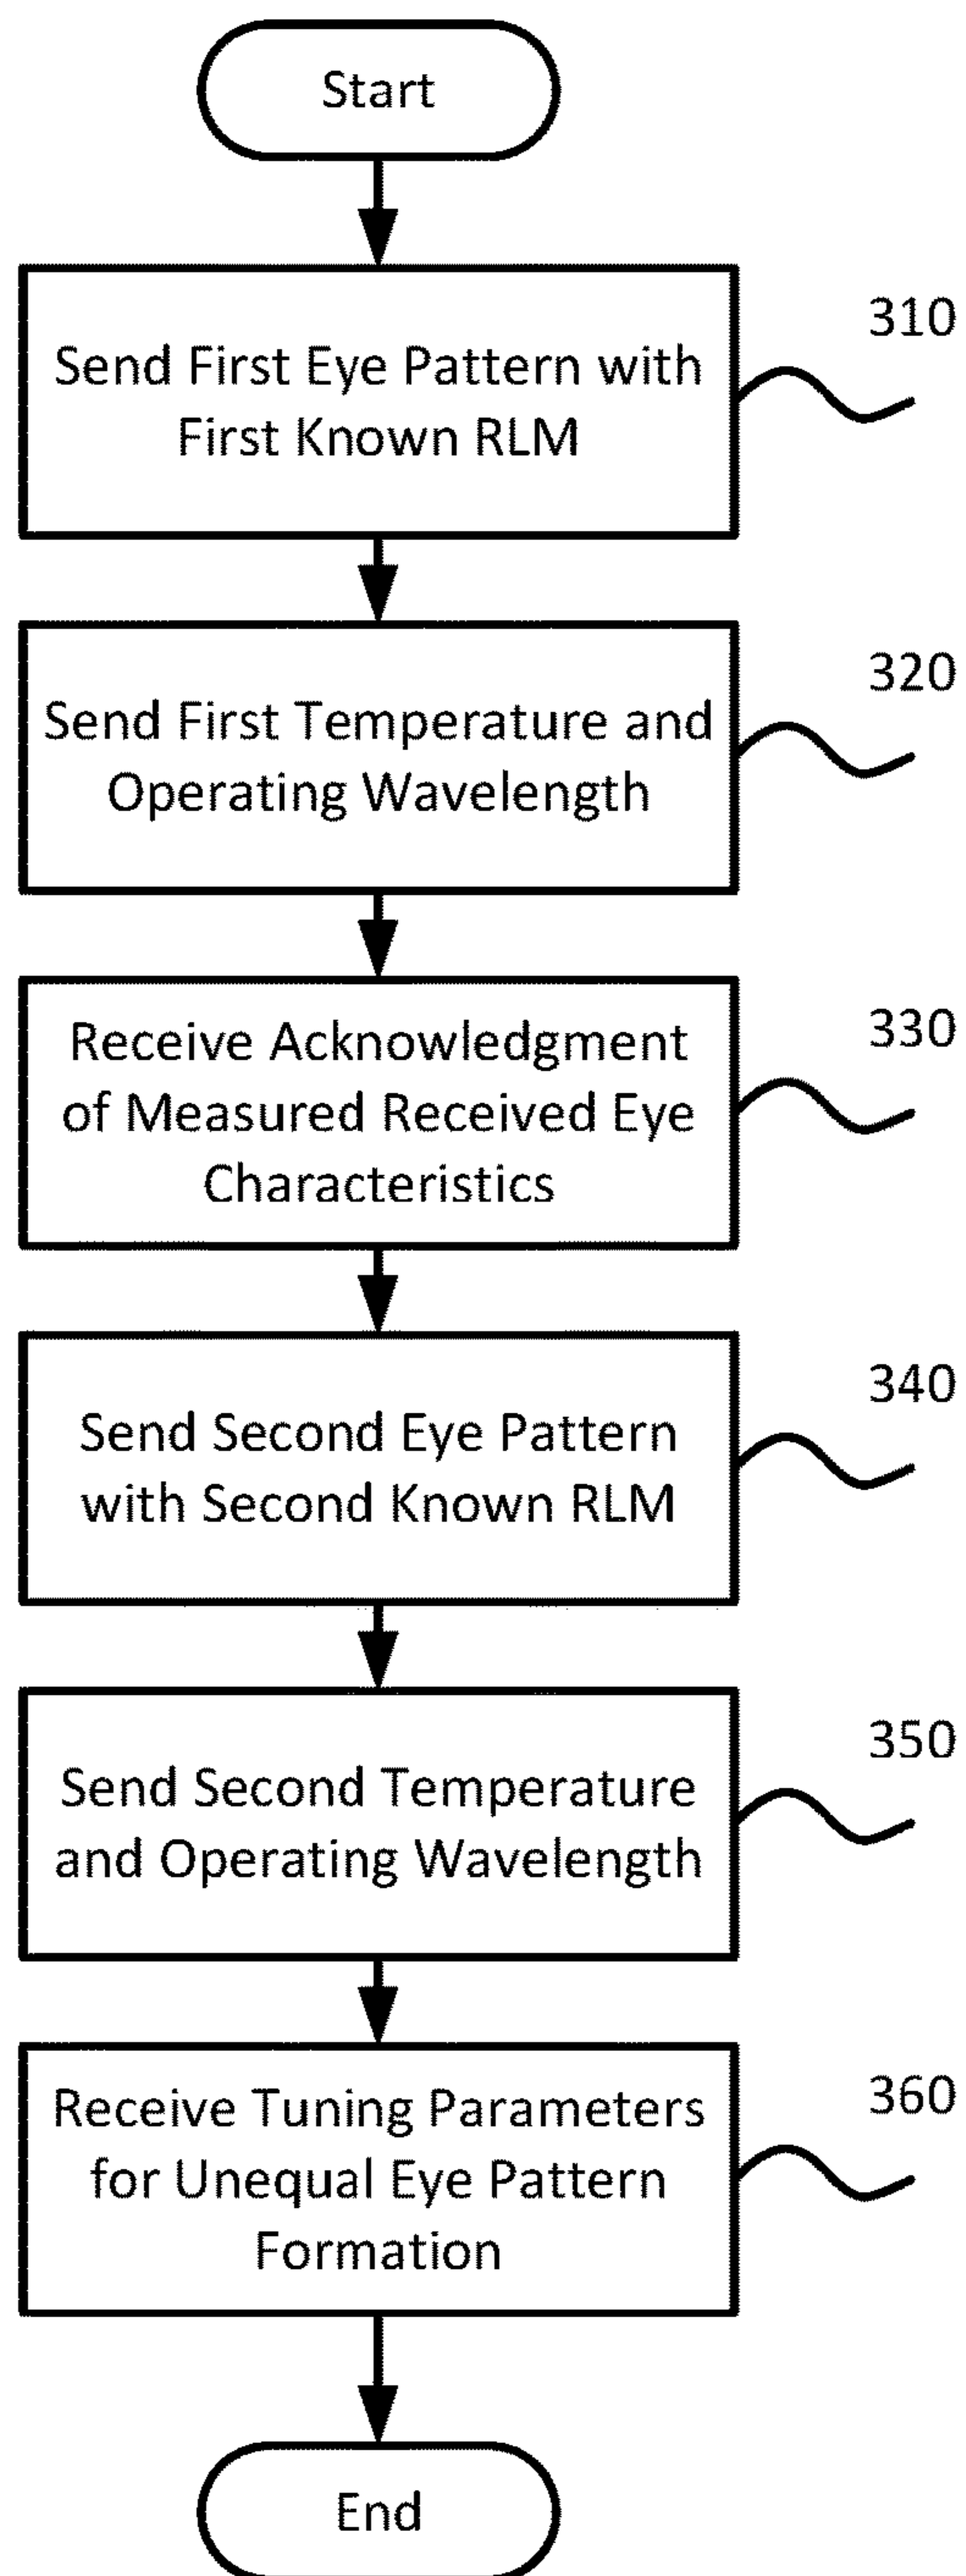 Start
310
Send First Eye Pattern with
First Known RLM
320
Send First Temperature and
Operating Wavelength
330
Receive Acknowledgment
of Measured Received Eye
Characteristics
340
Send Second Eye Pattern
with Second Known RLM
350
Send Second Temperature
and Operating Wavelength
360
Receive Tuning Parameters
for Unequal Eye Pattern
Formation
End